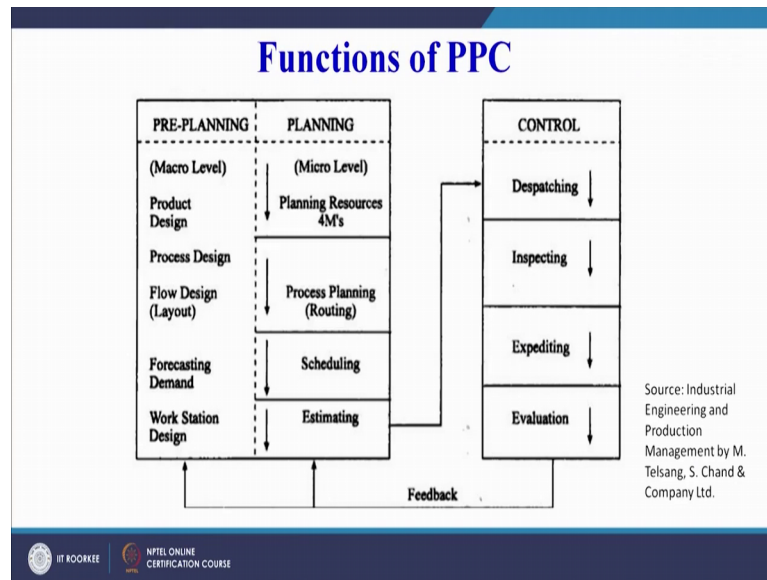 Functions of PPC
PRE-PLANNING
(Macro Level)
Product
Design
Process Design
Flow Design
(Layout)
Forecasting
Demand
Work Station
Design
PLANNING
(Micro Level)
Planning Resources
4M's
Process Planning
(Routing)
Scheduling
Estimating
CONTROL
Despatching
Inspecting
Expediting
Evaluation
Feedback
Source: Industrial
Engineering and
Production
Management by M.
Telsang, S. Chand &
Company Ltd.
IIT ROORKEE
NPTEL ONLINE
CERTIFICATION COURSE